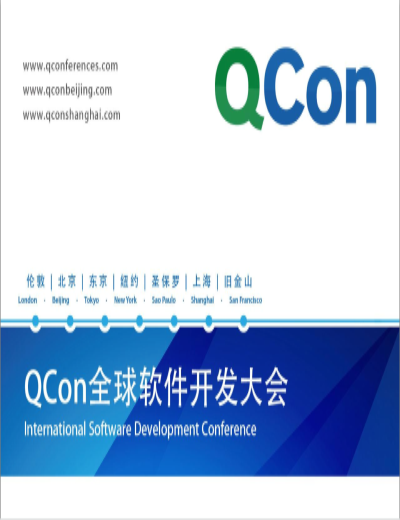 www.qconferences.com
www.qconbeijing.com
www.qconshanghai.com
QCon
伦敦 | 北京 | 东京 | 纽约 | 圣保罗 | 上海 | 旧金山
London · Beijing · Tokyo · New York · Sao Paulo · Shanghai · San Francisco
QCon全球软件开发大会
International Software Development Conference